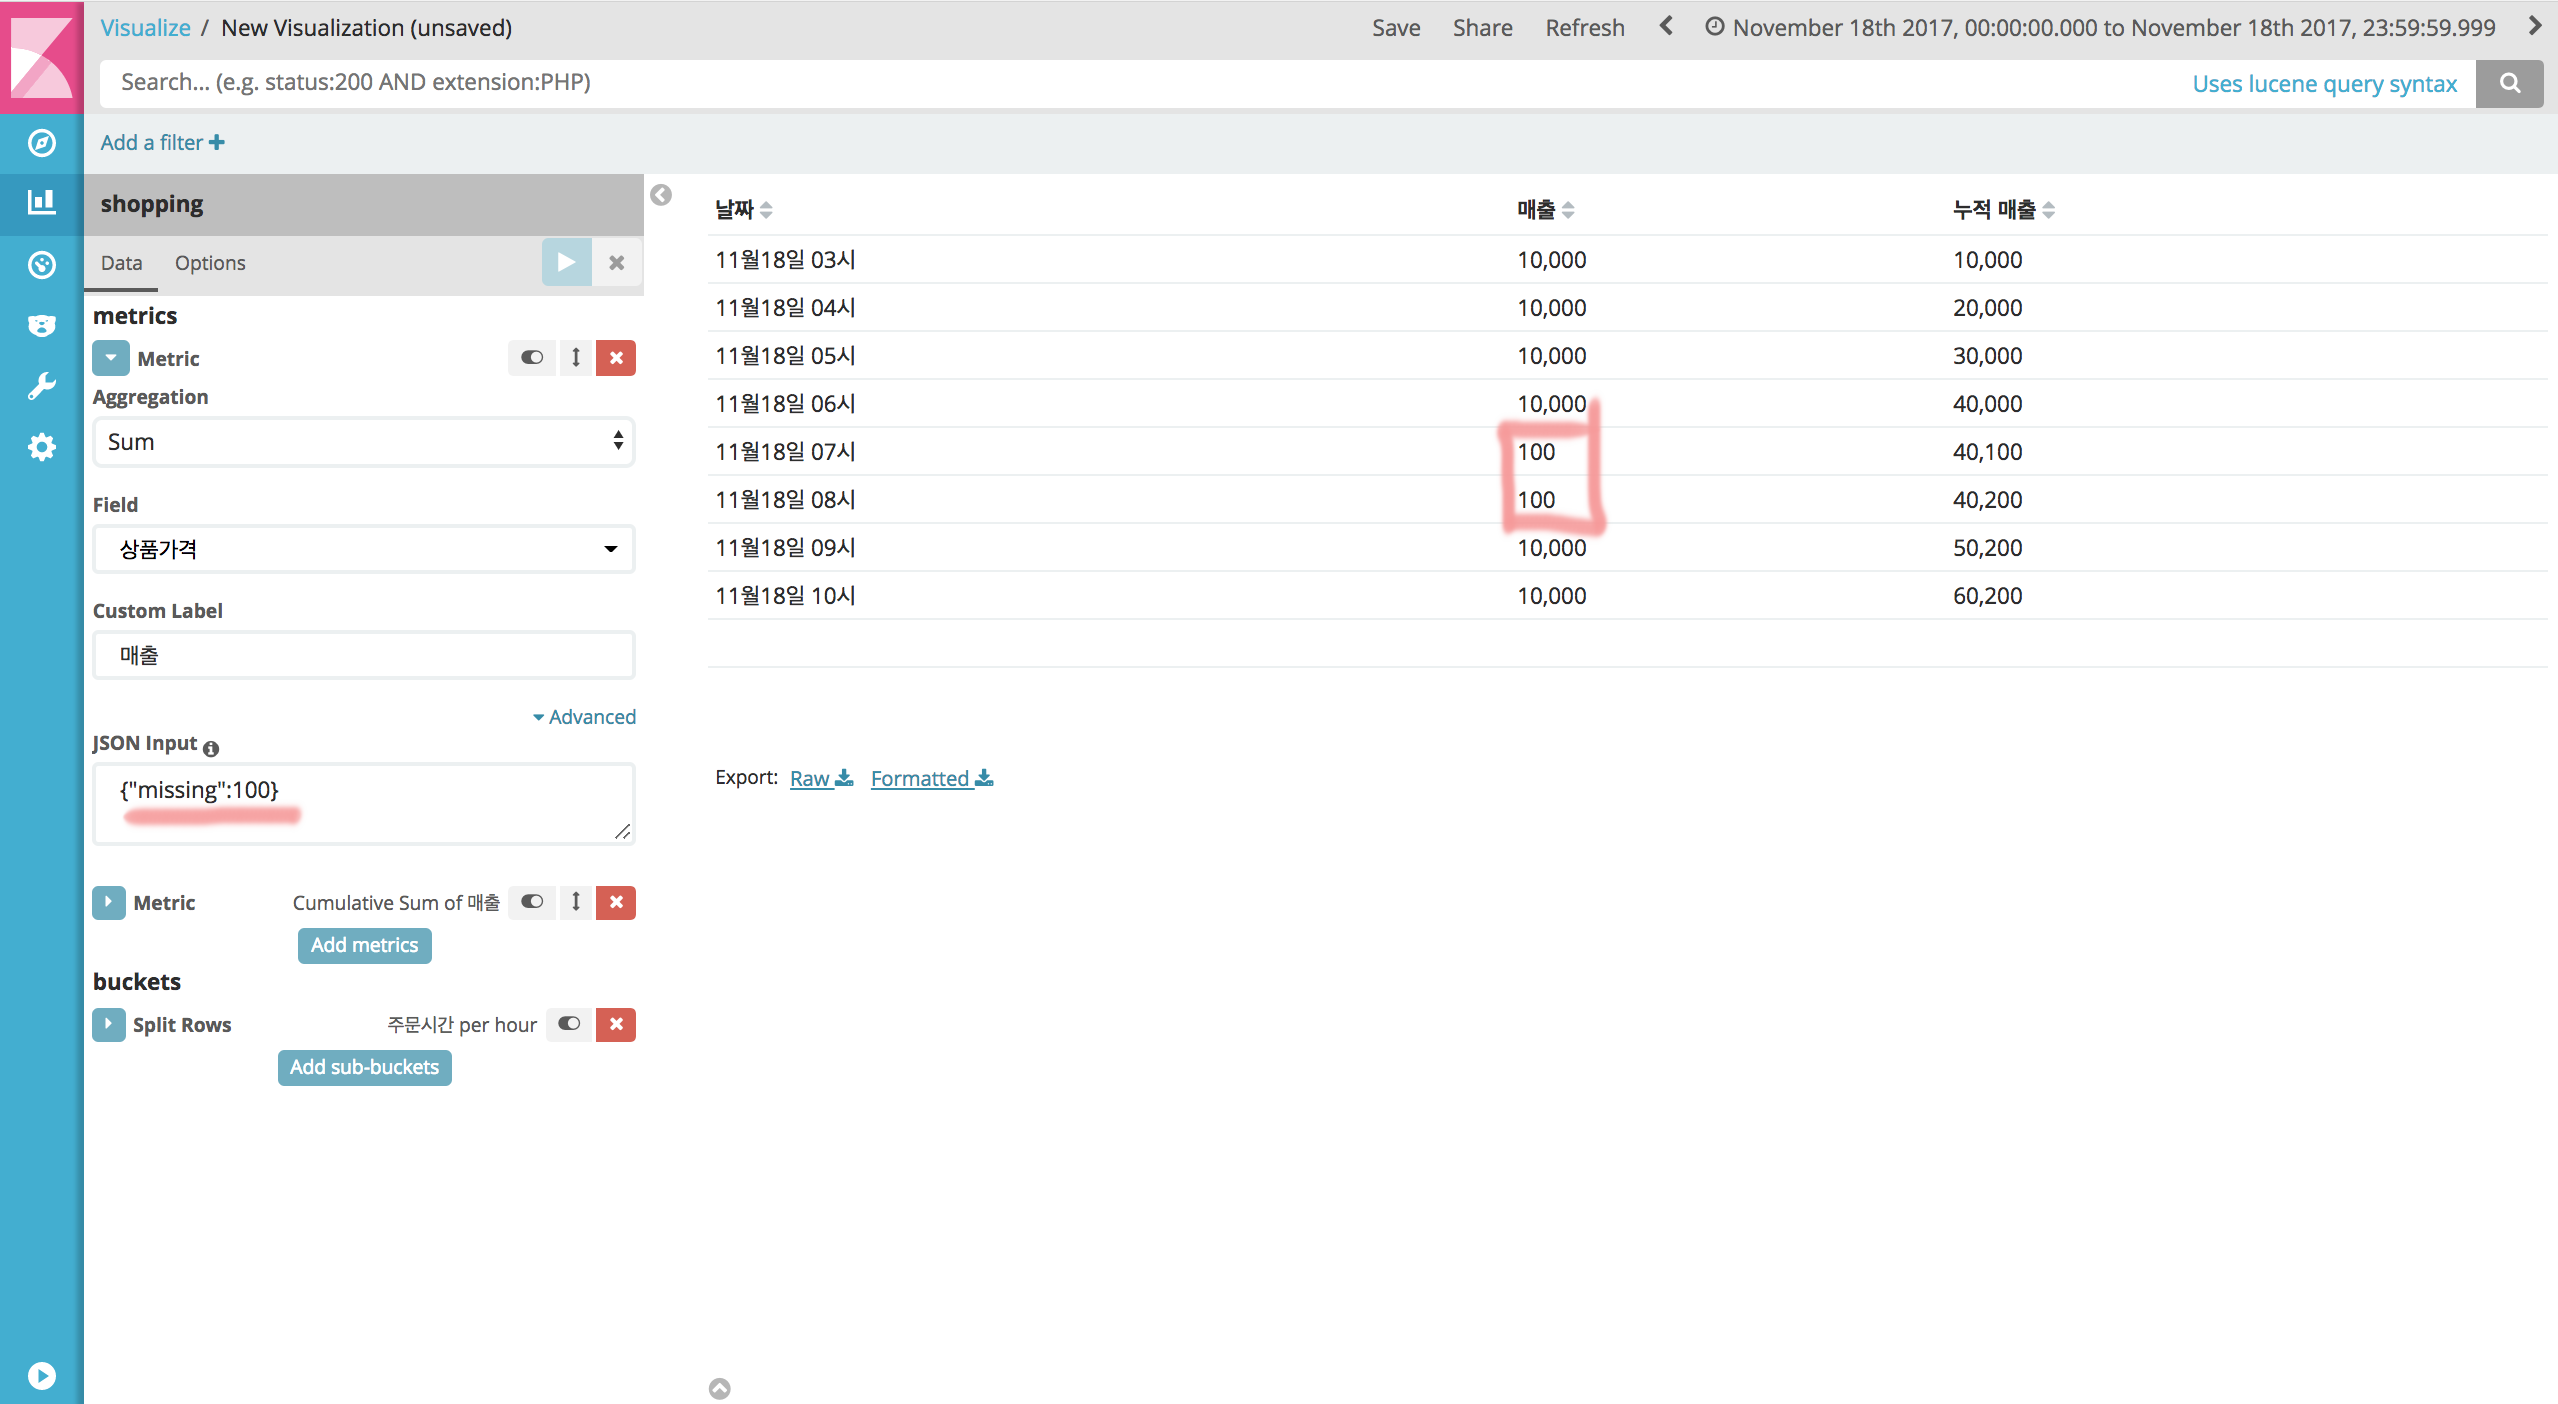 Visualize / New Visualization (unsaved)
Save Share Refresh November 18th 2017, 00:00:00.000 to November 18th 2017, 23:59:59.999
Search... (e.g. status:200 AND extension:PHP)
Uses lucene query syntax
Add a filter
shopping
Data Options
metrics
Metric
Aggregation
Sum
Field
상품가격
Custom Label
매출
Advanced
JSON Input
{"missing":100}
Metric Cumulative Sum of 매출
Add metrics
buckets
Split Rows 주문시간 per hour
Add sub-buckets
날짜 매출 누적 매출
11월18일 03시 10,000 10,000
11월18일 04시 10,000 20,000
11월18일 05시 10,000 30,000
11월18일 06시 10,000 40,000
11월18일 07시 100 40,100
11월18일 08시 100 40,200
11월18일 09시 10,000 50,200
11월18일 10시 10,000 60,200
Export: Raw Formatted